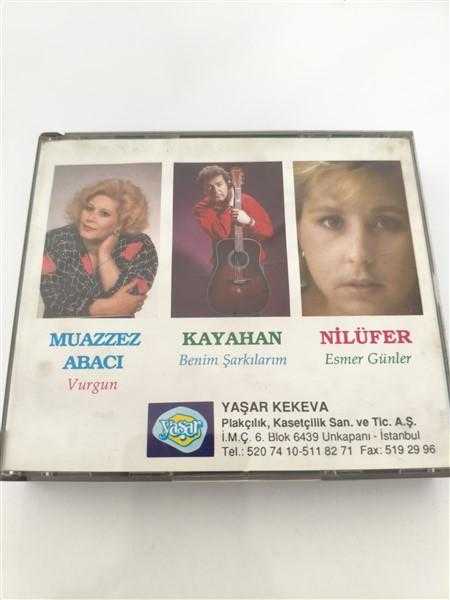 MUAZZEZ
ABACI
Vurgun
KAYAHAN
Benim Şarkılarım
NİLÜFER
Esmer Günler
yaşar
YAŞAR KEKEVA
Plakçılık, Kasetçilik San. ve Tic. A.Ş.
İ.M.Ç. 6. Blok 6439 Unkapanı - İstanbul
Tel.: 520 74 10-511 82 71 Fax: 519 29 96